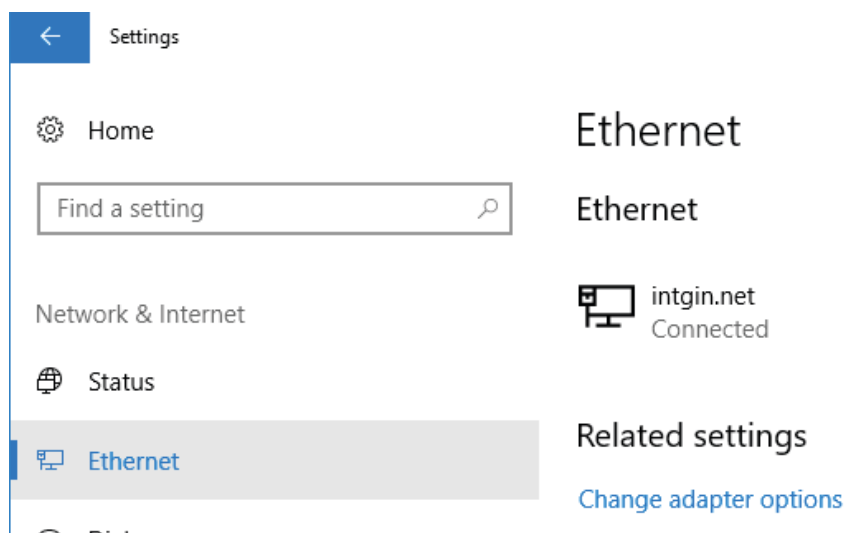 Settings
Home
Find a setting
Network & Internet
Status
Ethernet
Ethernet
Ethernet
intgin.net
Connected
Related settings
Change adapter options